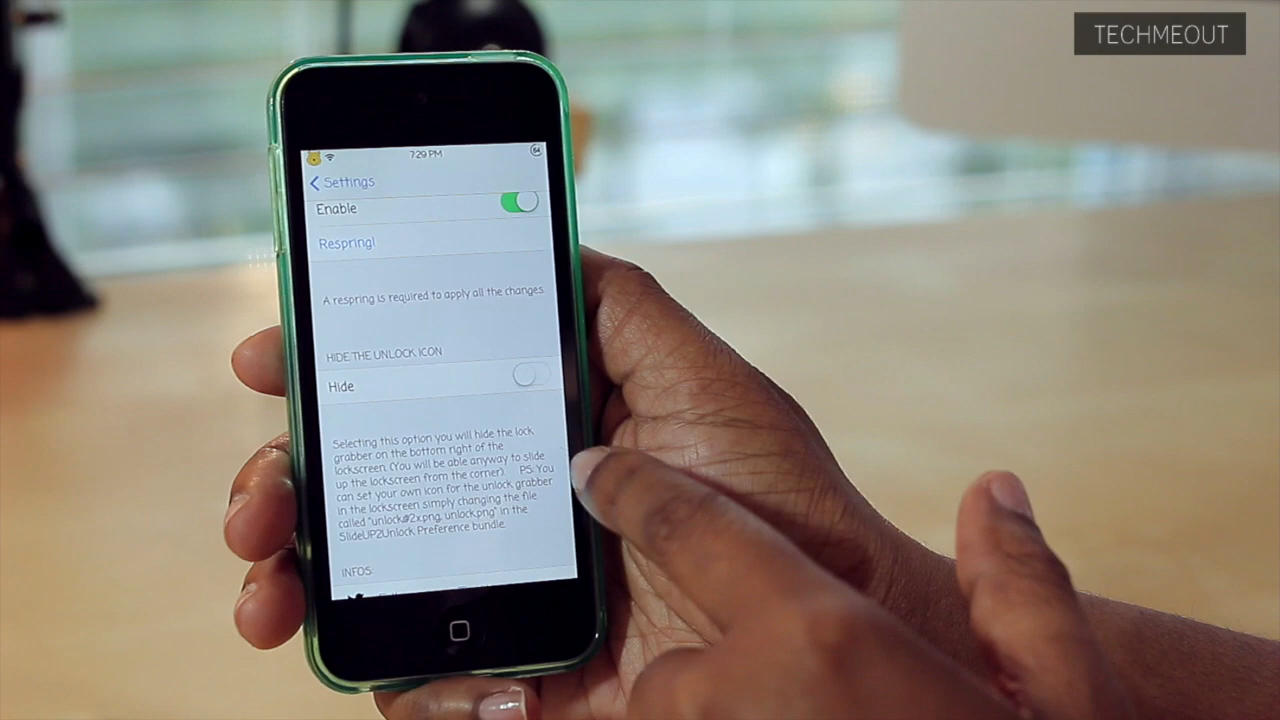 TECHMEOUT
7:29 PM
64
Settings
Enable
Respring!
A respring is required to apply all the changes
HIDE THE UNLOCK ICON
Hide
Selecting this option you will hide the lock
grabber on the bottom right of the
lockscreen. (You will be able anyway to slide
up the lockscreen from the corner). PS: You
can set your own icon for the unlock grabber
in the lockscreen simply changing the file
called "unlock@2x.png, unlock.png" in the
SlideUP2Unlock Preference bundle.
INFOS: